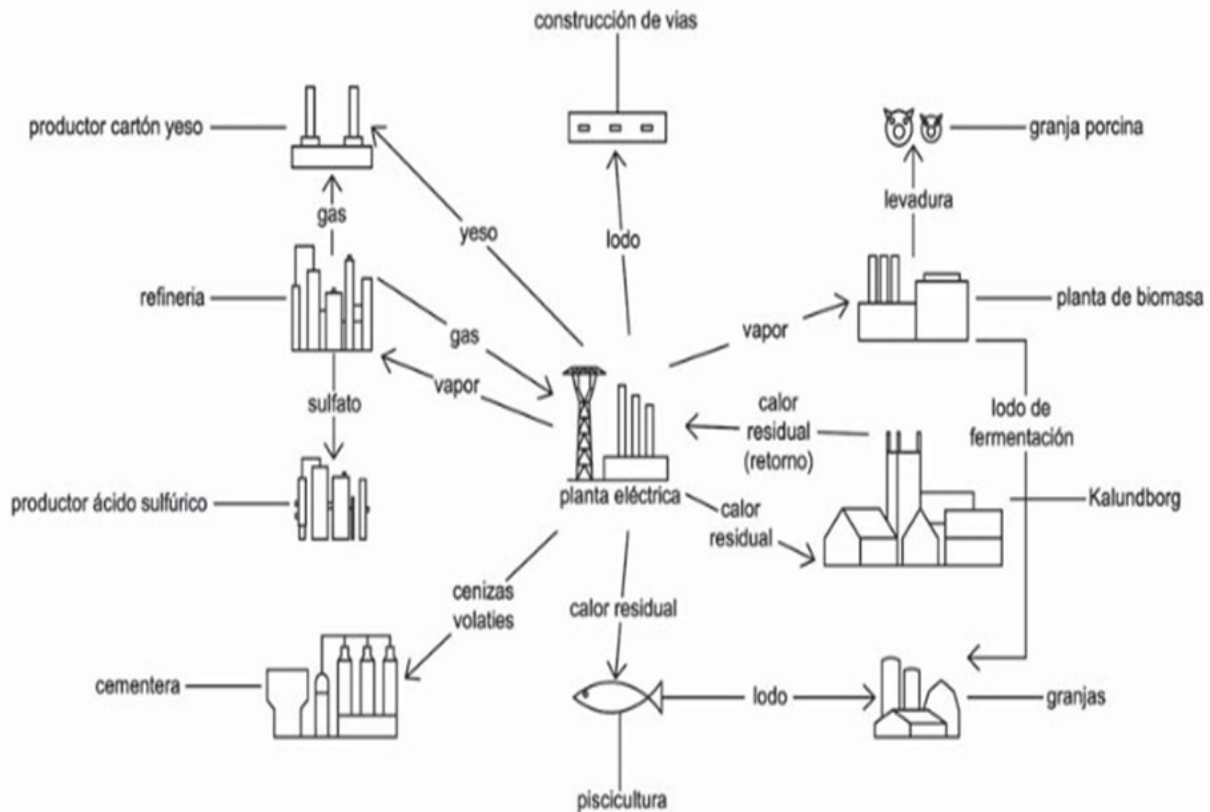 construcción de vias
productor cartón yeso
granja porcina
gas
yeso
lodo
levadura
refineria
gas
vapor
planta de biomasa
vapor
sulfato
calor
residual
(retorno)
lodo de
fermentación
productor ácido sulfúrico
planta eléctrica
calor
residual
Kalundborg
cenizas
volaties
calor residual
cementera
lodo
granjas
piscicultura